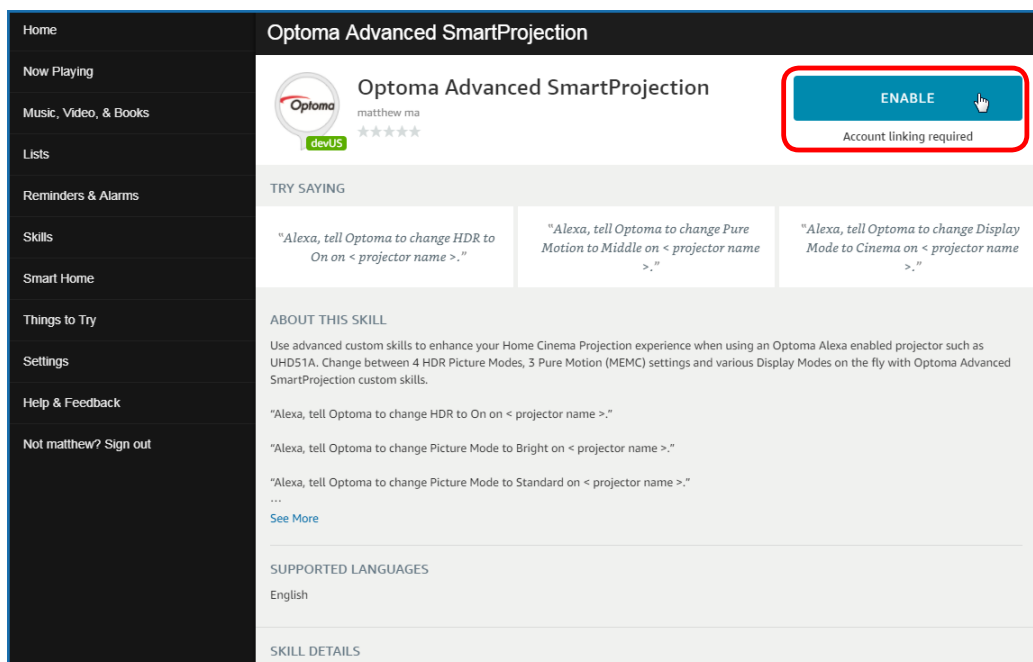 Home
Now Playing
Music, Video, & Books
Lists
Reminders & Alarms
Skills
Smart Home
Things to Try
Settings
Help & Feedback
Not matthew? Sign out
Optoma Advanced SmartProjection
Optoma
devUS
Optoma Advanced SmartProjection
matthew ma
ENABLE
Account linking required
TRY SAYING
"Alexa, tell Optoma to change HDR to
On on < projector name >."
"Alexa, tell Optoma to change Pure
Motion to Middle on < projector name
>."
"Alexa, tell Optoma to change Display
Mode to Cinema on < projector name
>."
ABOUT THIS SKILL
Use advanced custom skills to enhance your Home Cinema Projection experience when using an Optoma Alexa enabled projector such as
UHD51A. Change between 4 HDR Picture Modes, 3 Pure Motion (MEMC) settings and various Display Modes on the fly with Optoma Advanced
SmartProjection custom skills.
“Alexa, tell Optoma to change HDR to On on < projector name >.”
“Alexa, tell Optoma to change Picture Mode to Bright on < projector name >.”
“Alexa, tell Optoma to change Picture Mode to Standard on < projector name >.”
…
See More
SUPPORTED LANGUAGES
English
SKILL DETAILS